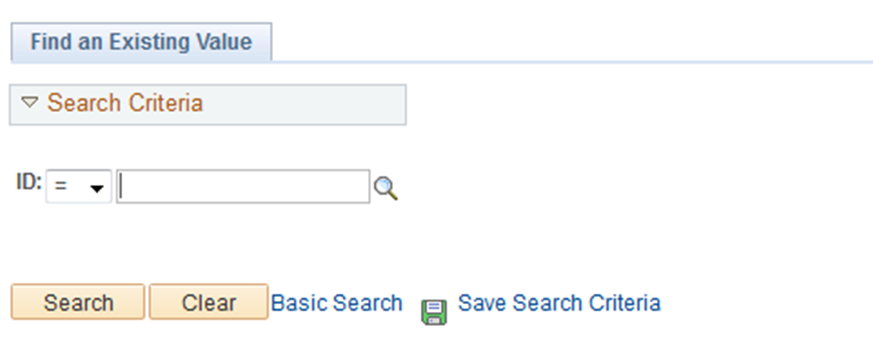 Find an Existing Value
Search Criteria
ID: =
Search Clear Basic Search Save Search Criteria